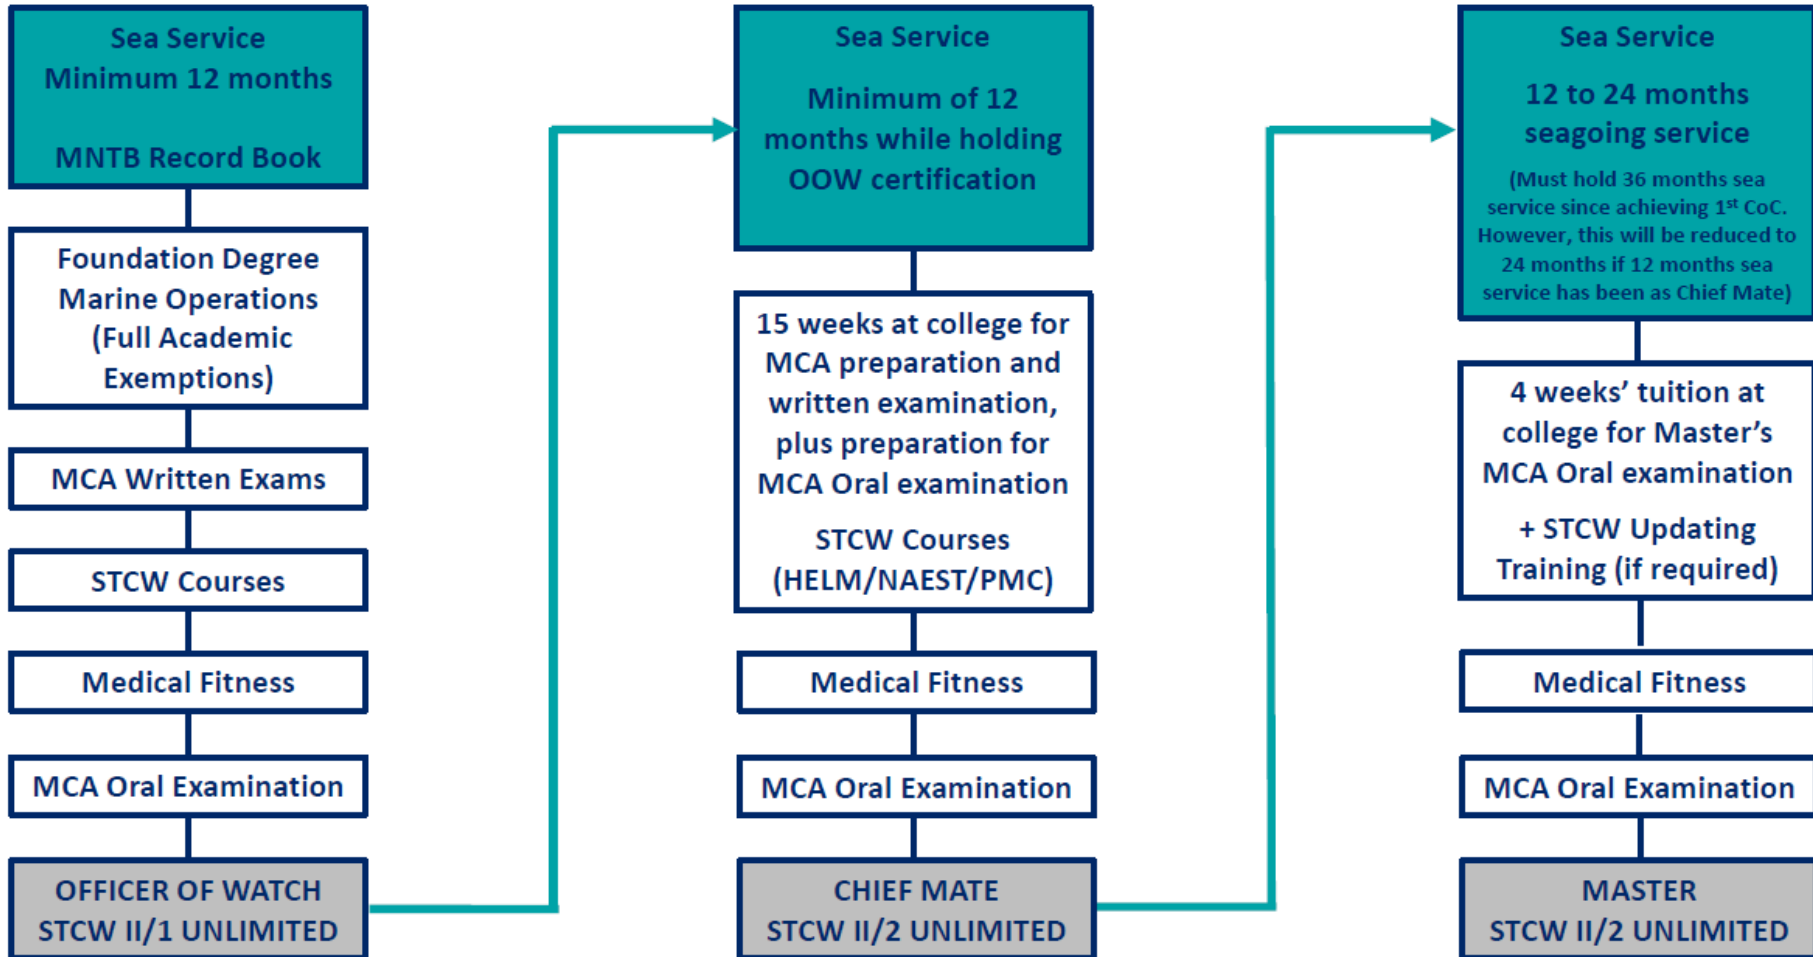 Sea Service
Minimum 12 months
MNTB Record Book
Foundation Degree
Marine Operations
(Full Academic
Exemptions)
MCA Written Exams
STCW Courses
Medical Fitness
MCA Oral Examination
OFFICER OF WATCH
STCW II/1 UNLIMITED
Sea Service
Minimum of 12
months while holding
OOW certification
15 weeks at college for
MCA preparation and
written examination,
plus preparation for
MCA Oral examination
STCW Courses
(HELM/NAEST/PMC)
Medical Fitness
MCA Oral Examination
CHIEF MATE
STCW II/2 UNLIMITED
Sea Service
12 to 24 months
seagoing service
(Must hold 36 months sea
service since achieving 1st CoC.
However, this will be reduced to
24 months if 12 months sea
service has been as Chief Mate)
4 weeks’ tuition at
college for Master’s
MCA Oral examination
+ STCW Updating
Training (if required)
Medical Fitness
MCA Oral Examination
MASTER
STCW II/2 UNLIMITED